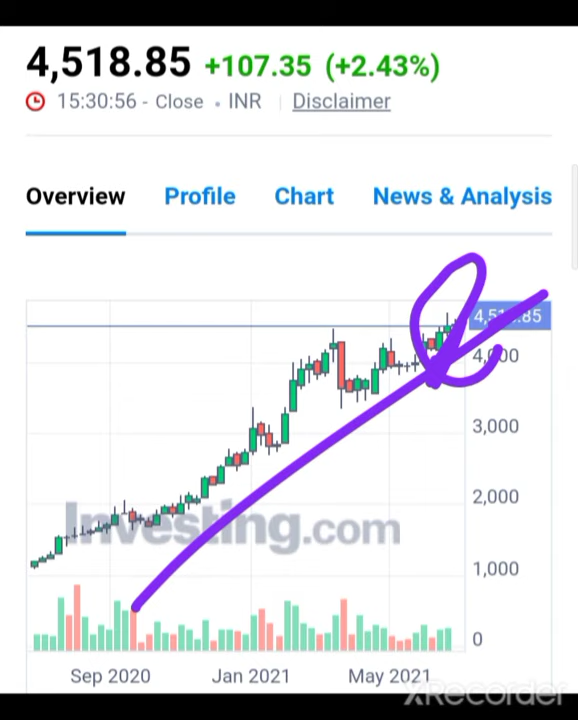 4,518.85 +107.35 (+2.43%)
15:30:56 - Close • INR | Disclaimer
Overview Profile Chart News & Analysis
4,000
3,000
2,000
Investing.com
1,000
0
Sep 2020 Jan 2021 May 2021
XRecorder